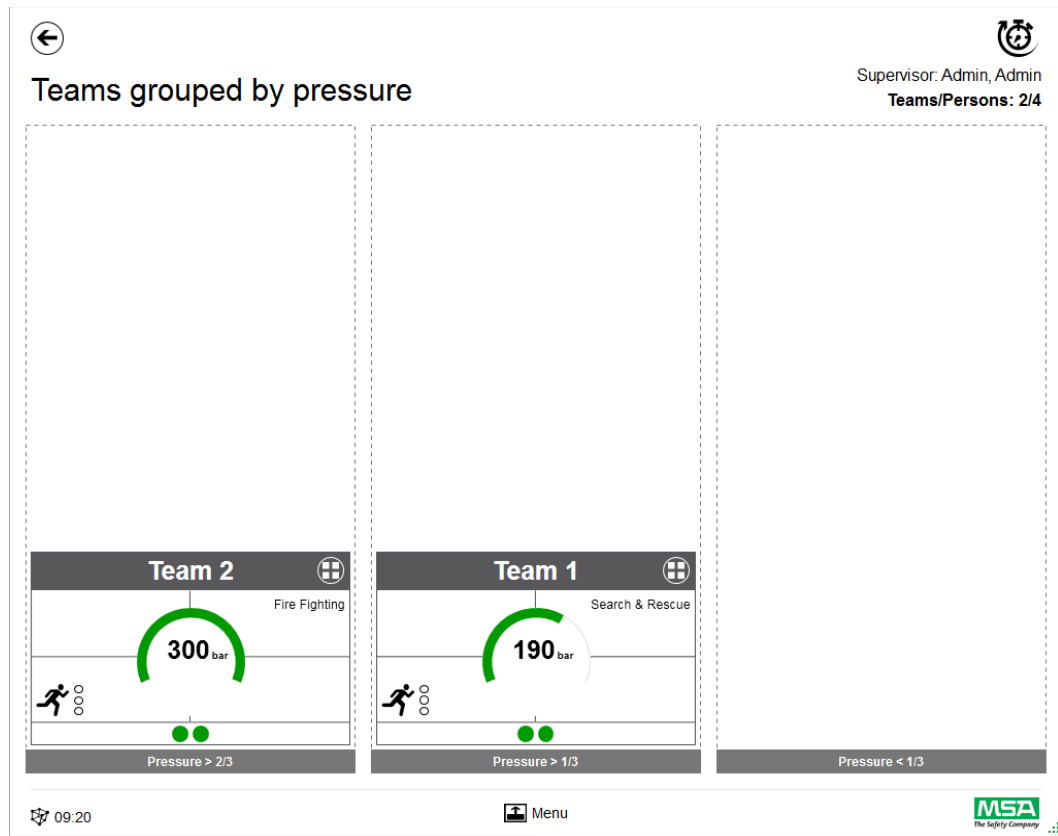 Supervisor: Admin, Admin
Teams grouped by pressure
Teams/Persons: 2/4
Team 2
Fire Fighting
300 bar
Pressure > 2/3
Team 1
Search & Rescue
190 bar
Pressure > 1/3
Pressure < 1/3
09:20
Menu
MSA
The Safety Company